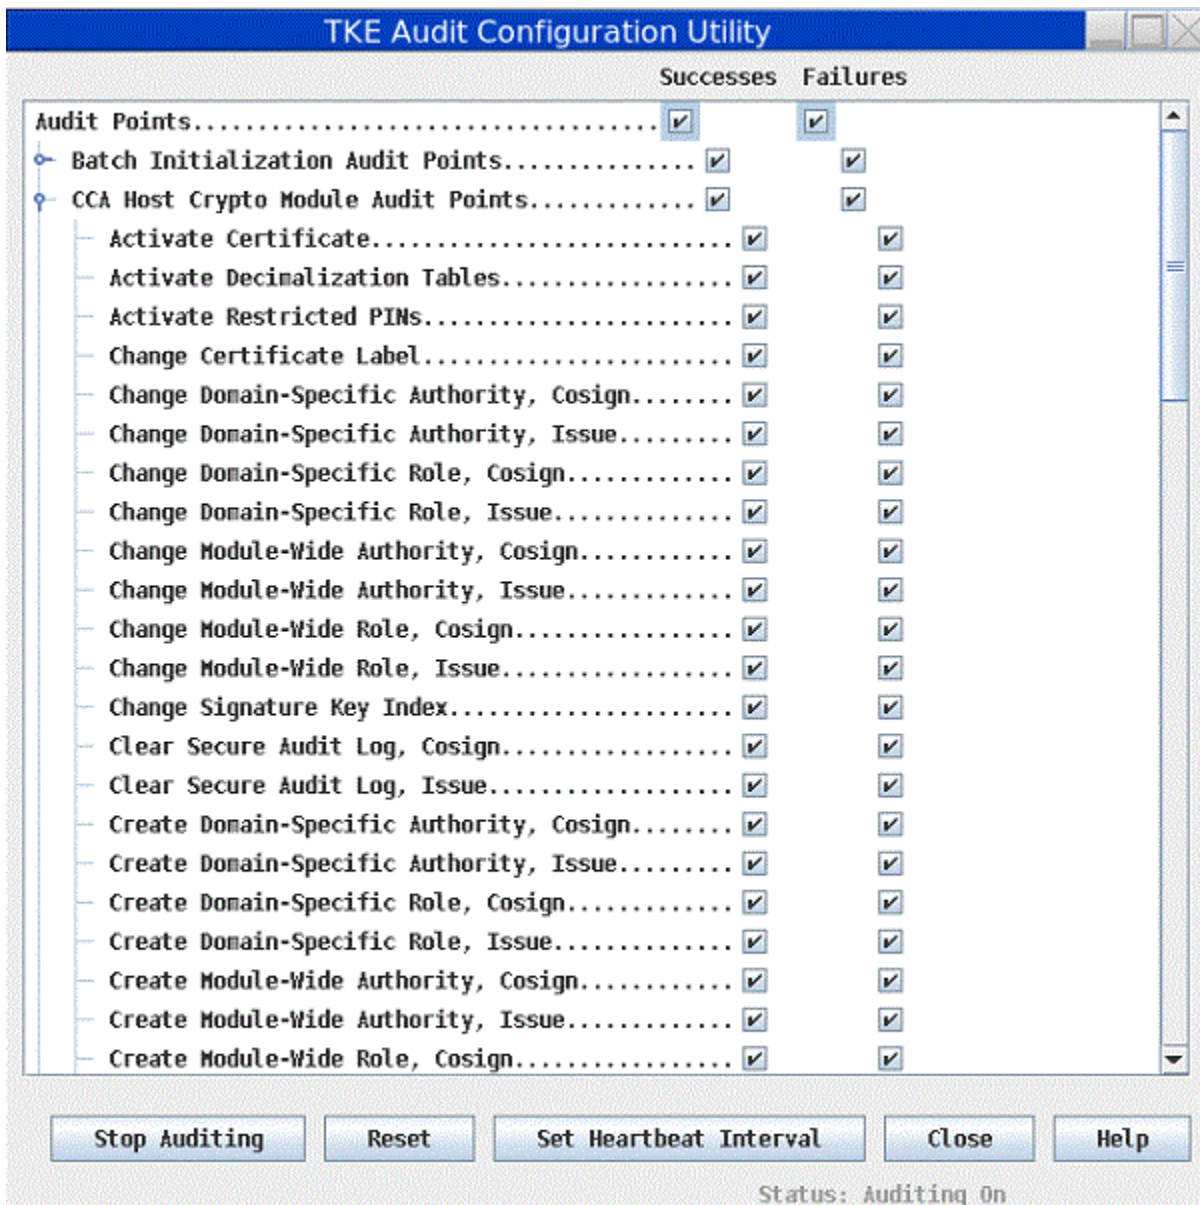 TKE Audit Configuration Utility
Successes Failures
Audit Points....................................
Batch Initialization Audit Points...............
CCA Host Crypto Module Audit Points.............
Activate Certificate............................
Activate Decimalization Tables..................
Activate Restricted PINs........................
Change Certificate Label........................
Change Domain-Specific Authority, Cosign........
Change Domain-Specific Authority, Issue.........
Change Domain-Specific Role, Cosign.............
Change Domain-Specific Role, Issue..............
Change Module-Wide Authority, Cosign............
Change Module-Wide Authority, Issue.............
Change Module-Wide Role, Cosign.................
Change Module-Wide Role, Issue..................
Change Signature Key Index......................
Clear Secure Audit Log, Cosign..................
Clear Secure Audit Log, Issue...................
Create Domain-Specific Authority, Cosign........
Create Domain-Specific Authority, Issue.........
Create Domain-Specific Role, Cosign.............
Create Domain-Specific Role, Issue..............
Create Module-Wide Authority, Cosign............
Create Module-Wide Authority, Issue.............
Create Module-Wide Role, Cosign.................
Stop Auditing Reset Set Heartbeat Interval Close Help
Status: Auditing On